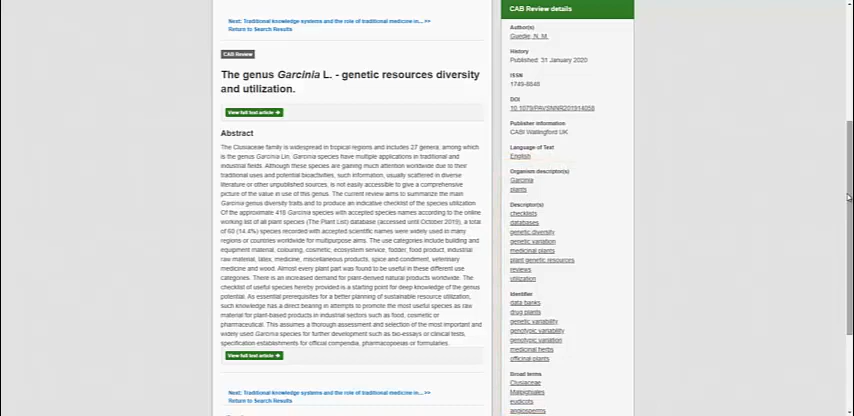 Next: Traditional knowledge systems and the role of traditional medicine in... >>
Return to Search Results
CAB Review
The genus Garcinia L. - genetic resources diversity
and utilization.
View full text article
Abstract
The Clusiaceae family is widespread in tropical regions and includes 27 genera, among which
is the genus Garcinia Lin. Garcinia species have multiple applications in traditional and
industrial fields. Although these species are gaining much attention worldwide due to their
traditional uses and potential bioactivities, such information, usually scattered in diverse
literature or other unpublished sources, is not easily accessible to give a comprehensive
picture of the value in use of this genus. The current review aims to summarize the main
Garcinia genus diversity traits and to produce an indicative checklist of the species utilization
Of the approximate 416 Garcinia species with accepted species names according to the online
working list of all plant species (The Plant List) database (accessed until October 2019), a total
of 60 (14.4%) species recorded with accepted scientific names were widely used in many
regions or countries worldwide for multipurpose aims. The use categories include building and
equipment material, colouring, cosmetic, ecosystem service, fodder, food product, industrial
raw material, latex, medicine, miscellaneous products, spice and condiment, veterinary
medicine and wood. Almost every plant part was found to be useful in these different use
categories. There is an increased demand for plant-derived natural products worldwide. The
checklist of useful species hereby provided is a starting point for deep knowledge of the genus
potential. As essential prerequisites for a better planning of sustainable resource utilization,
such knowledge has a direct bearing in attempts to promote the most useful species as raw
material for plant-based products in industrial sectors such as food, cosmetic or
pharmaceutical. This assumes a thorough assessment and selection of the most important and
widely used Garcinia species for further development such as bio-essays or clinical tests,
specification establishments for official compendia, pharmacopoeias or formularies.
View full text article
Next: Traditional knowledge systems and the role of traditional medicine in... >>
Return to Search Results
CAB Review details
Author(s)
Guedje, N. M.
History
Published: 31 January 2020
ISSN
1749-8848
DOI
10.1079/PAVSNNR201914058
Publisher information
CABI Wallingford UK
Language of Text
English
Organism descriptor(s)
Garcinia
plants
Descriptor(s)
checklists
databases
genetic diversity
genetic variation
medicinal plants
plant genetic resources
reviews
utilization
Identifier
data banks
drug plants
genetic variability
genotypic variability
genotypic variation
medicinal herbs
officinal plants
Broad terms
Clusiaceae
Malpighiales
eudicots
angiosperms